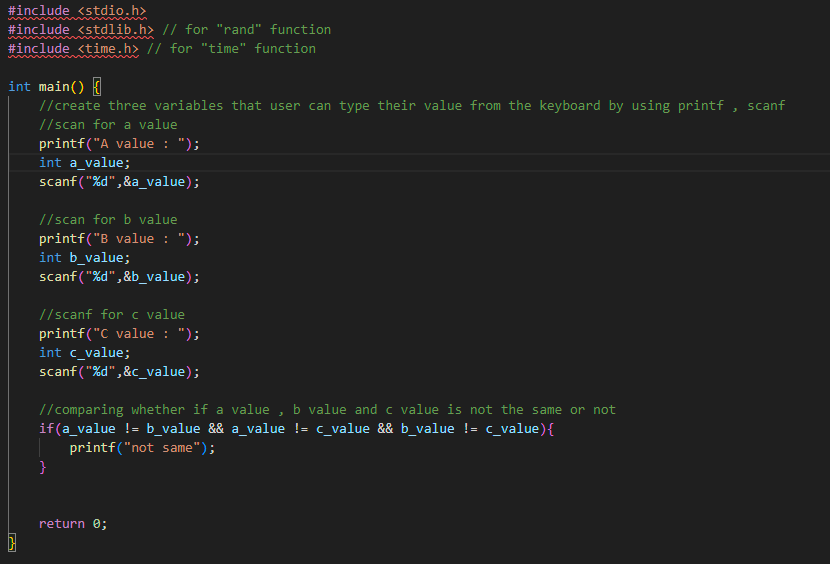 #include <stdio.h>
#include <stdlib.h> // for "rand" function
#include <time.h> // for "time" function
int main() {
//create three variables that user can type their value from the keyboard by using printf , scanf
//scan for a value
printf("A value : ");
int a_value;
scanf("%d",&a_value);
//scan for b value
printf("B value : ");
int b_value;
scanf("%d",&b_value);
//scanf for c value
printf("C value : ");
int c_value;
scanf("%d",&c_value);
//comparing whether if a value , b value and c value is not the same or not
if(a_value != b_value && a_value != c_value && b_value != c_value){
printf("not same");
}
return 0;
}